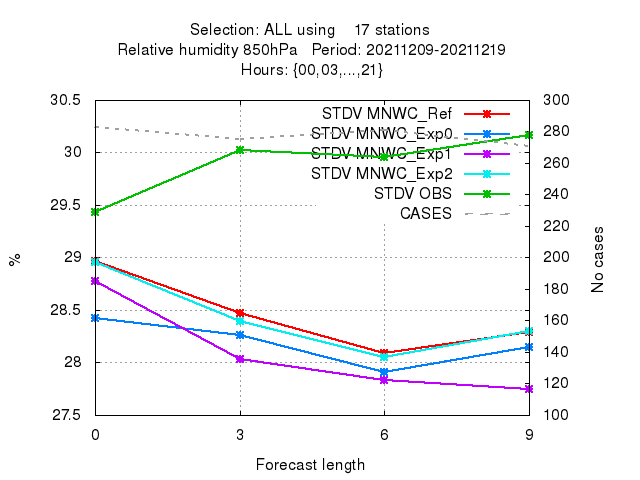 Selection: ALL using 17 stations
Relative humidity 850hPa Period: 20211209-20211219
Hours: {00,03,...,21}
30.5
30
29.5
29
28.5
28
27.5
%
STDV MNWC_Ref
STDV MNWC_Exp0
STDV MNWC_Exp1
STDV MNWC_Exp2
STDV OBS
CASES
300
280
260
240
220
200
180
160
140
120
100
No cases
0 3 6 9
Forecast length